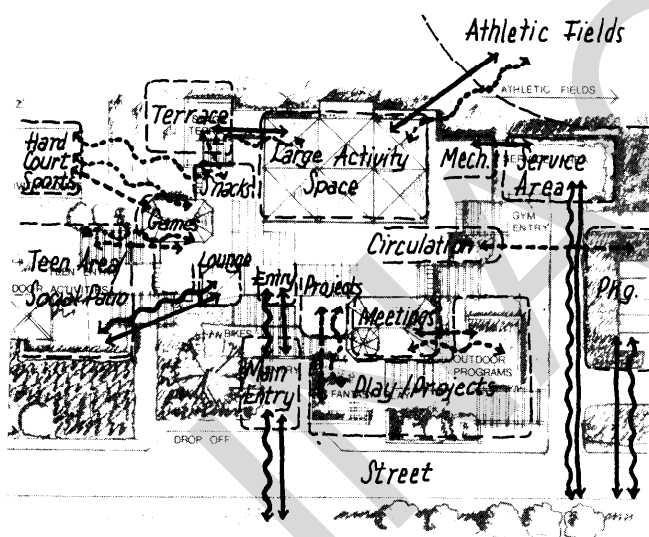 Athletic Fields
ATHLETIC FIELDS
Terrace
Hard
Court
Sports
Large Activity
Space
Mech.
Service
Area
Snacks
Games
GYM
ENTRY
Circulation
Teen Area
Social Patio
Lounge
Entry
Projects
Pkg.
Meetings
Main
Entry
OUTDOOR
PROGRAMS
Play/Projects
DROP OFF
Street